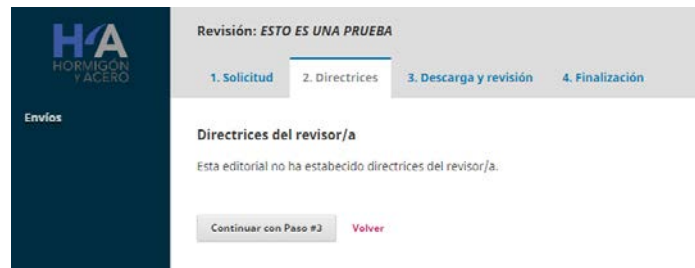 HA
HORMIGÓN
Y ACERO
Envíos
Revisión: ESTO ES UNA PRUEBA
1. Solicitud 2. Directrices 3. Descarga y revisión 4. Finalización
Directrices del revisor/a
Esta editorial no ha estabecido directrices del revisor/a.
Continuar con Paso #3 Volver